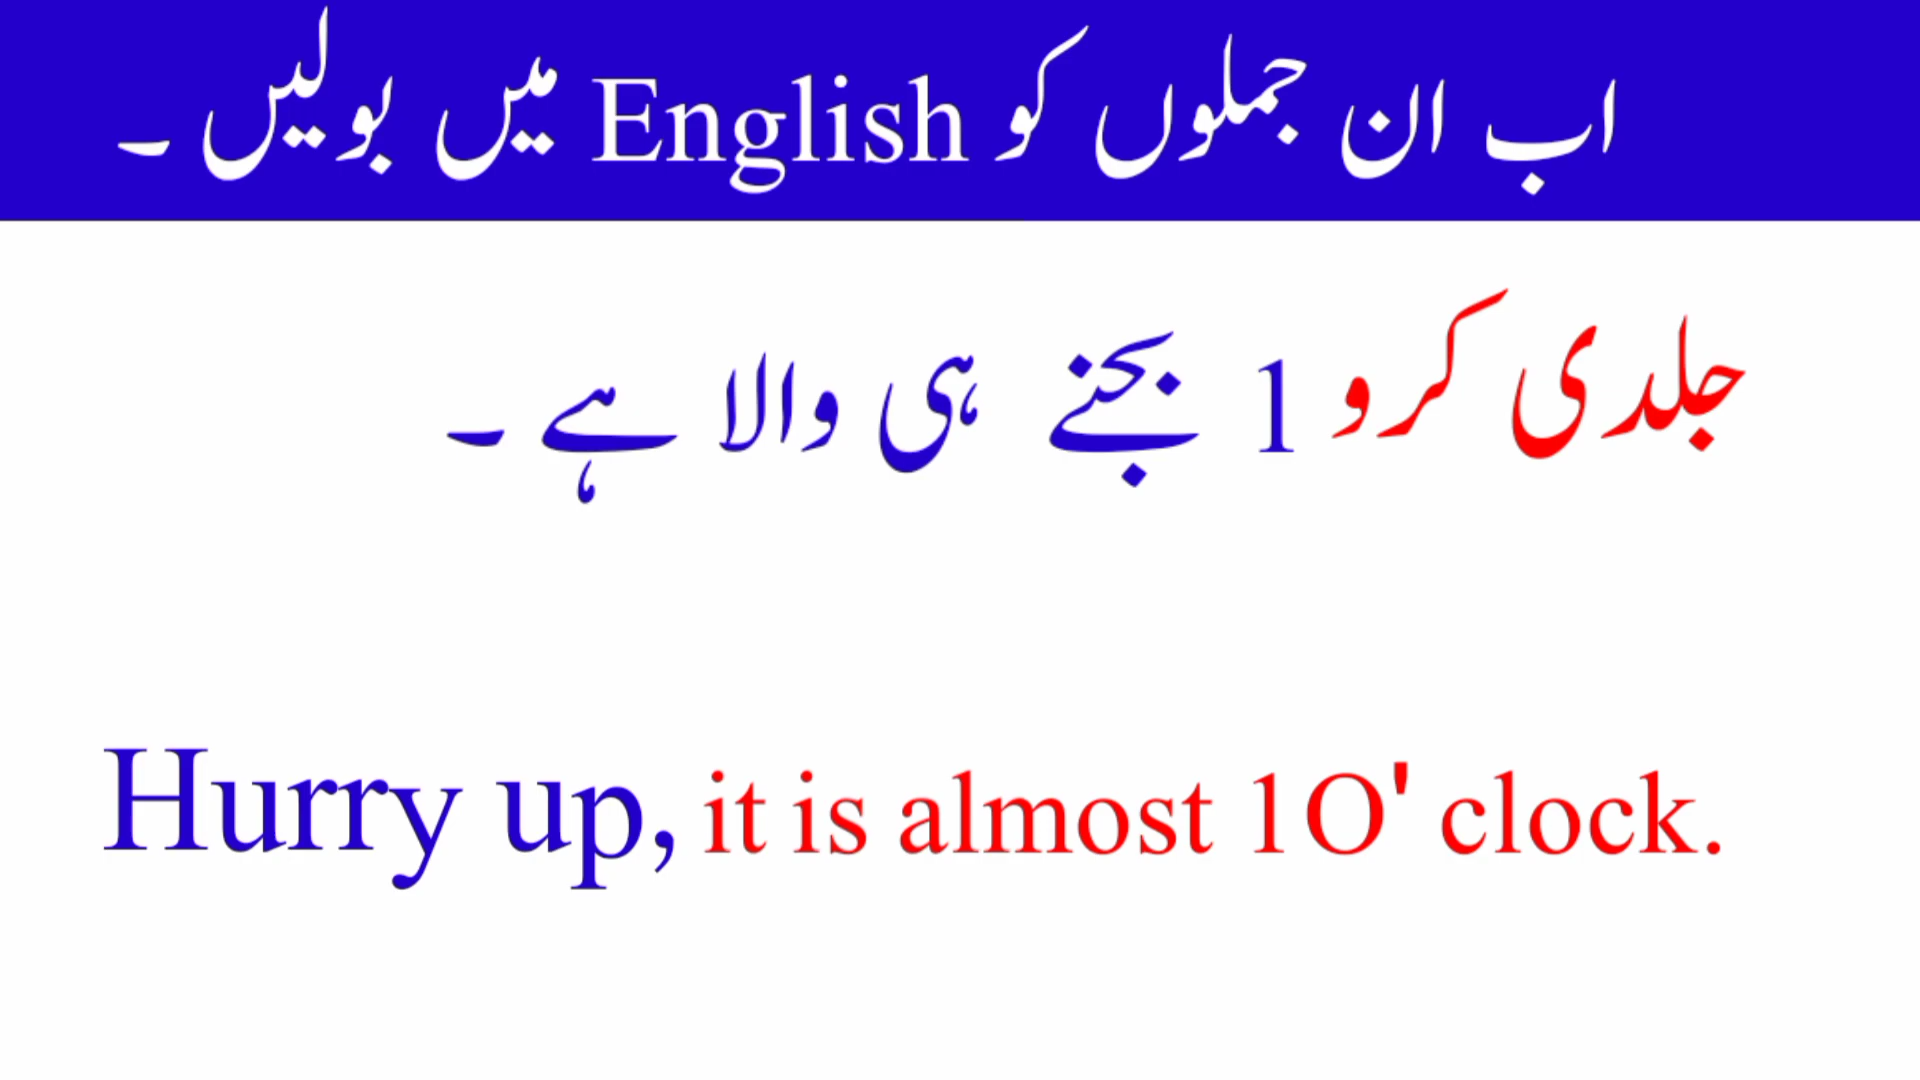 اب ان جملوں کو English میں بولیں ۔
جلدی کرو 1 بجنے ہی والا ہے ۔
Hurry up, it is almost 1O' clock.